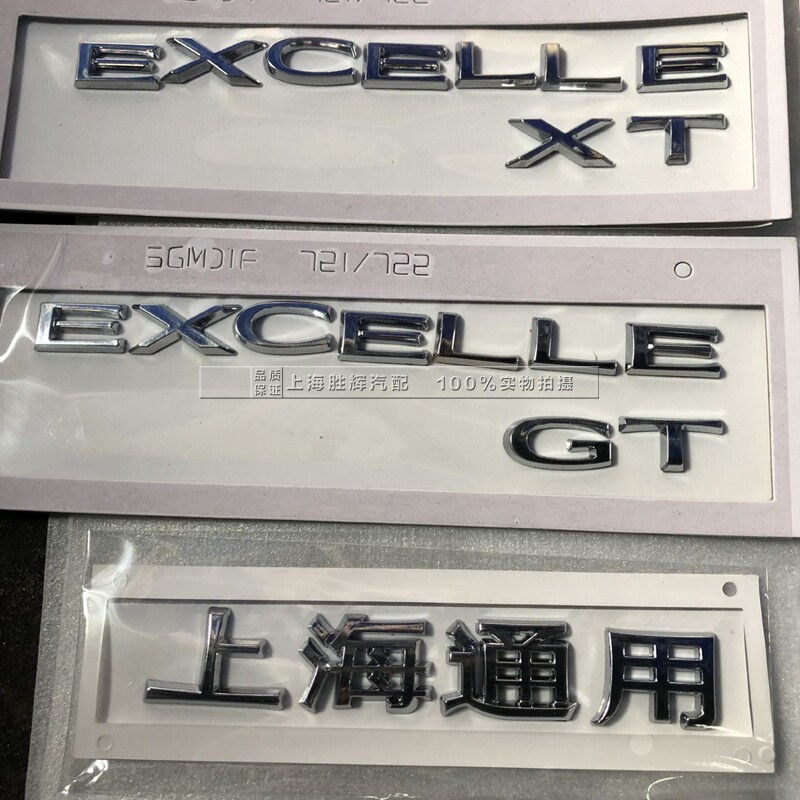 EXCELLE
XT
SGMD1F 721/722
EXCELLE
品质保证 上海胜辉汽配 100%实物拍摄
GT
上海通用